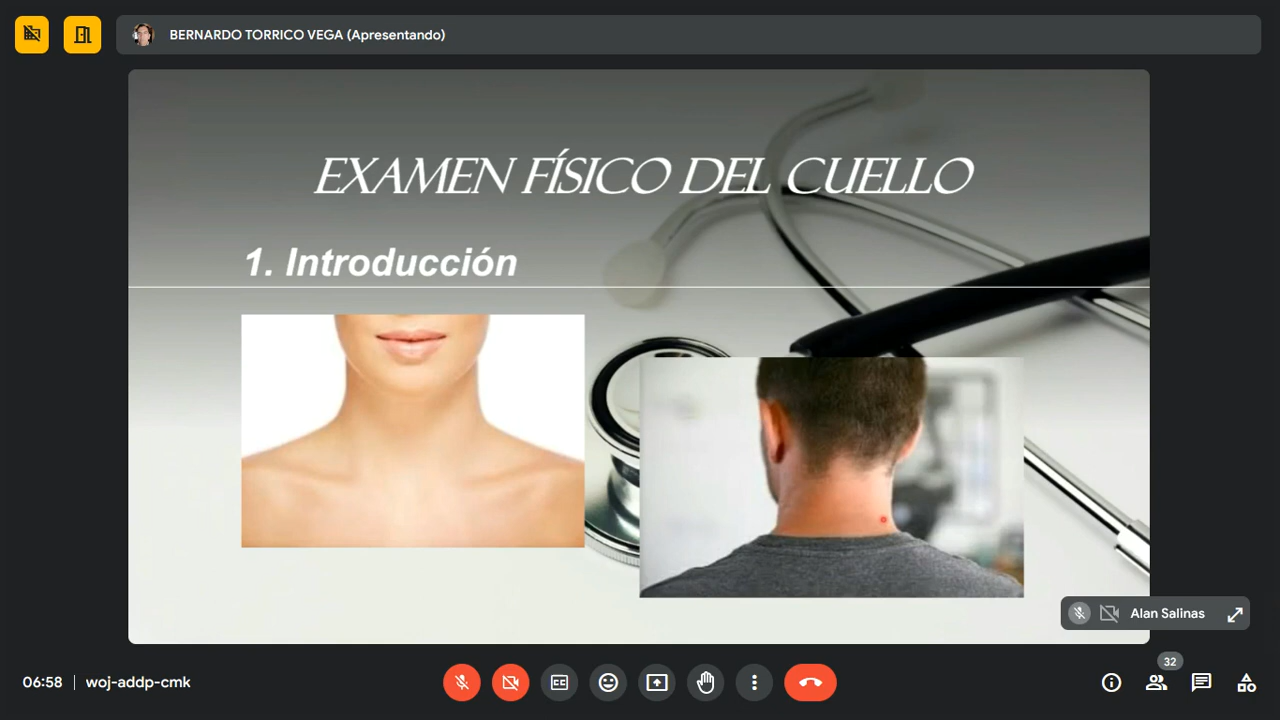 BERNARDO TORRICO VEGA (Apresentando)
EXAMEN FÍSICO DEL CUELLO
1. Introducción
Alan Salinas
06:58 | woj-addp-cmk
32